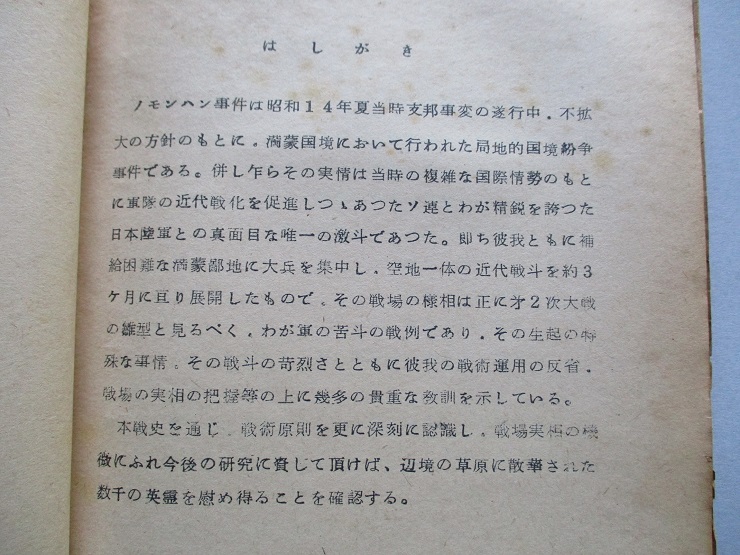 はしがき
ノモンハン事件は昭和14年夏当時支邦事変の遂行中.不拡
大の方針のもとに。満蒙国境において行われた局地的国境紛争
事件である。併し乍らその実情は当時の複雑な国際情勢のもと
に軍隊の近代戦化を促進しつゝあつたソ連とわが精鋭を誇つた
日本陸軍との真面目な唯一の激斗であつた。即ち彼我ともに補
給困難な満蒙鄙地に大兵を集中し.空地一体の近代戦斗を約3
ケ月に亘り展開したもので。その戦場の様相は正に才2次大戦
の雛型と見るべく.わが軍の苦斗の戦例であり.その生起の特
殊な事情。その戦斗の苛烈さとともに彼我の戦術運用の反省.
戦場の実相の把握等の上に幾多の貴重な教訓を示している。
本戦史を通じ.戦術原則を更に深刻に認識し.戦場実相の機
微にふれ今後の研究に資して頂けば、辺境の草原に散華された
数千の英霊を慰め得ることを確認する。